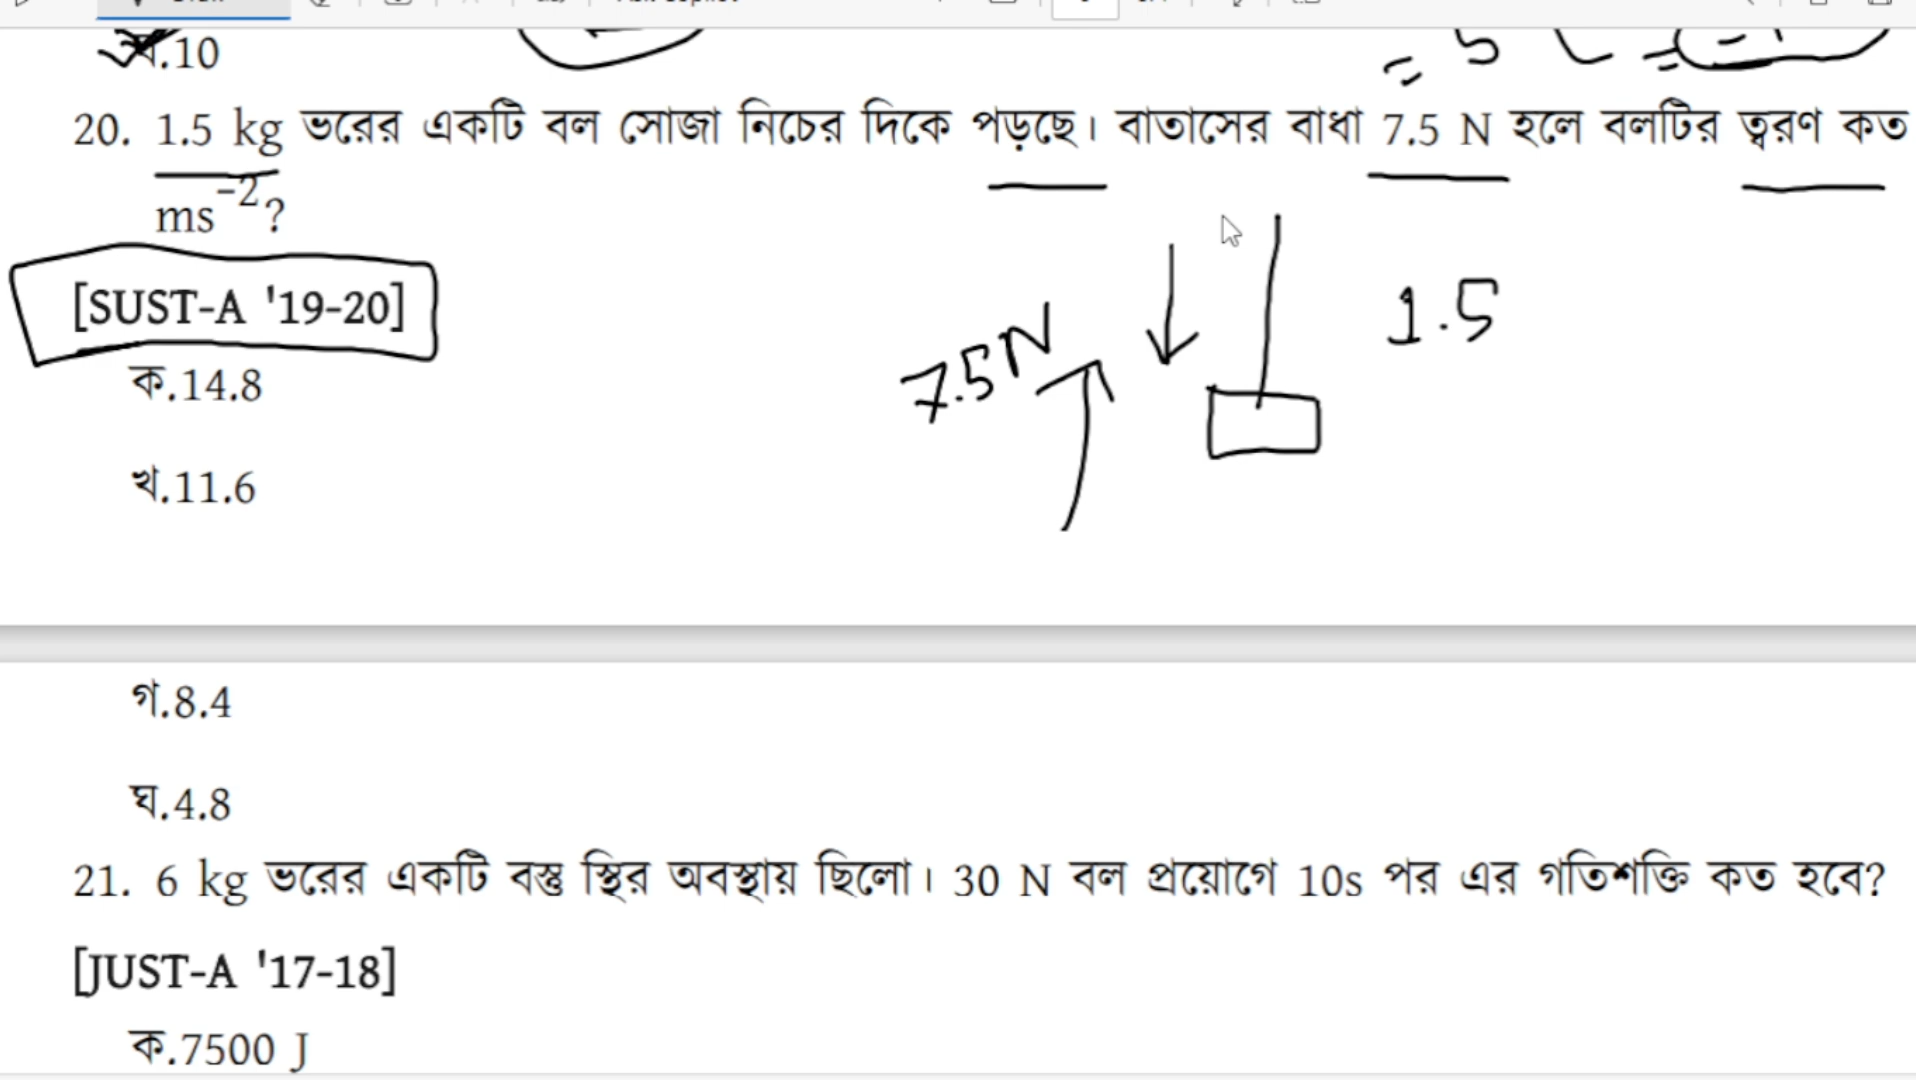 ঘ.10
= 5
20. 1.5 kg ভরের একটি বল সোজা নিচের দিকে পড়ছে। বাতাসের বাধা 7.5 N হলে বলটির ত্বরণ কত
ms⁻²?
[SUST-A '19-20]
7.5N
1.5
ক.14.8
খ.11.6
গ.8.4
ঘ.4.8
21. 6 kg ভরের একটি বস্তু স্থির অবস্থায় ছিলো। 30 N বল প্রয়োগে 10s পর এর গতিশক্তি কত হবে?
[JUST-A '17-18]
ক.7500 J